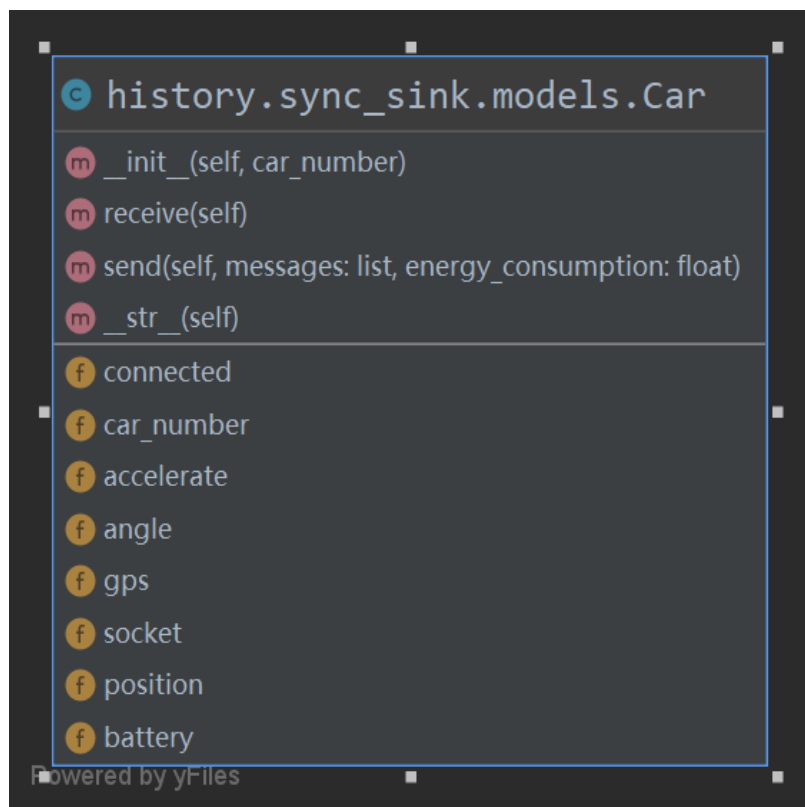 C history.sync_sink.models.Car
m __init__(self, car_number)
m receive(self)
m send(self, messages: list, energy_consumption: float)
m __str__(self)
f connected
f car_number
f accelerate
f angle
f gps
f socket
f position
f battery
Powered by yFiles